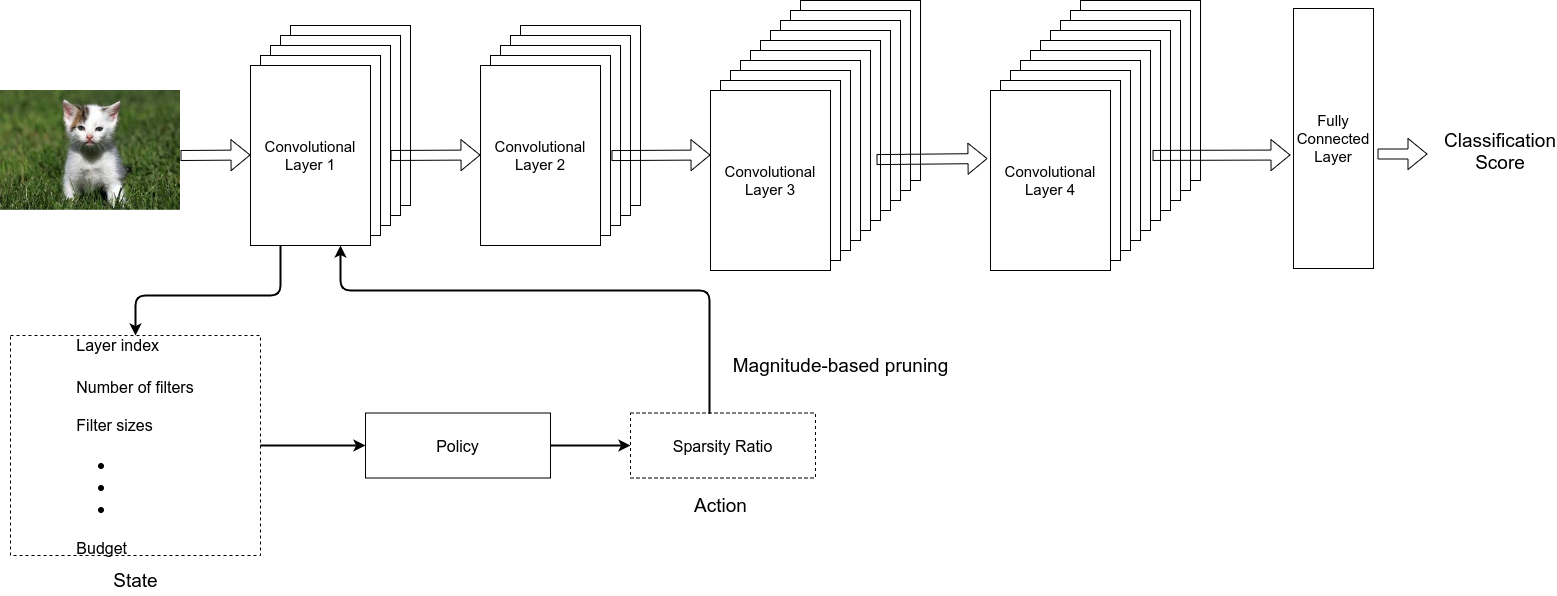 Convolutional
Layer 1
Convolutional
Layer 2
Convolutional
Layer 3
Convolutional
Layer 4
Fully
Connected
Layer
Classification
Score
Layer index
Number of filters
Filter sizes
Budget
State
Policy
Sparsity Ratio
Action
Magnitude-based pruning